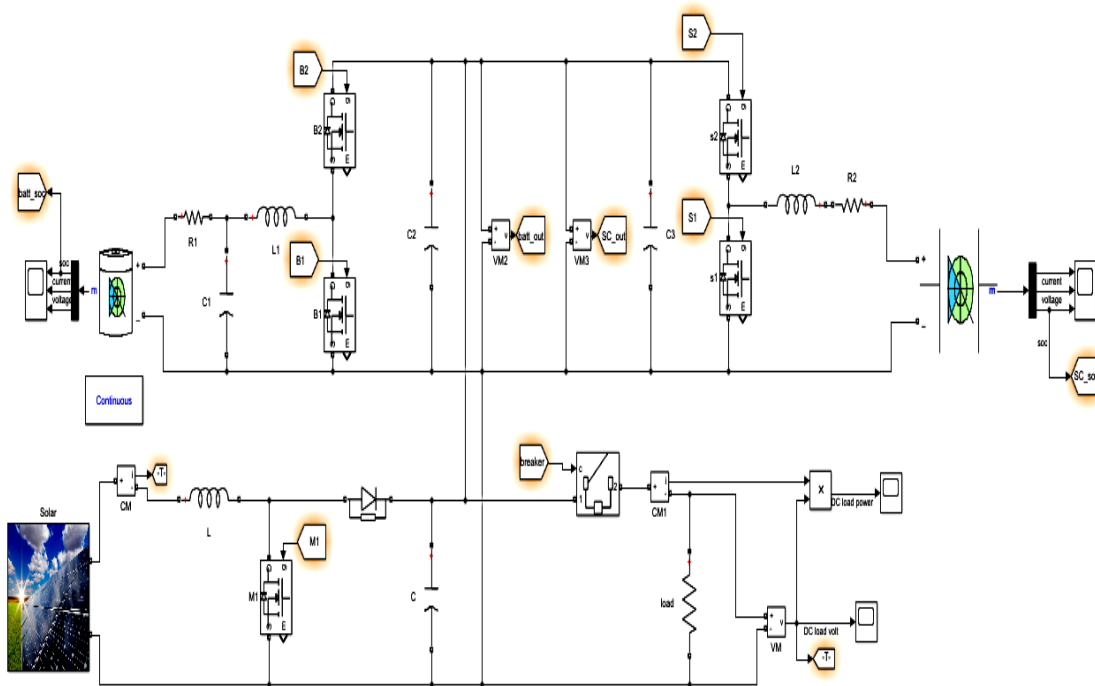 S2
B2
g
C
g
C
B2
E
s2
E
batt_soc
R1
L1
C2
+
-
v
batt_out
VM2
+
-
v
SC_out
VM3
C3
L2
R2
S1
g
soc
current
voltage
m
+
_
C1
B1
g
B1
E
s1
E
+
_
m
current
voltage
soc
SC_so
Continuous
breaker
-T-
+
i
-
CM
c
1
2
+
i
-
CM1
×
DC load power
Solar
L
M1
g
M1
E
C
load
+
-
v
VM
DC load volt
-T-